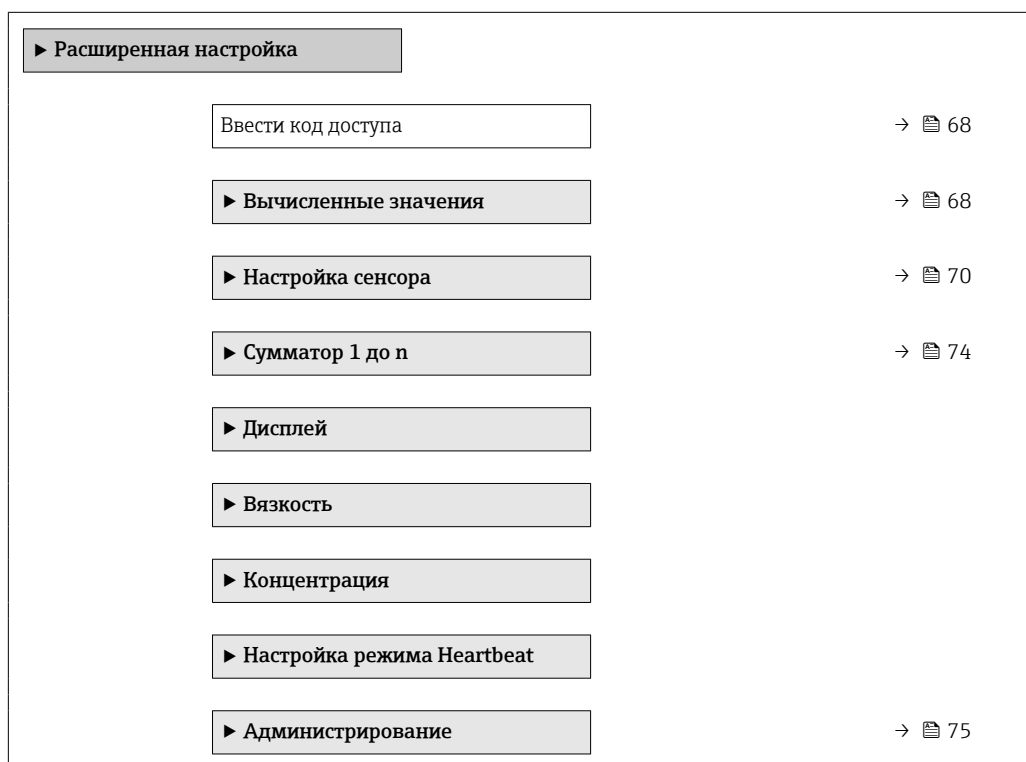 ▶ Расширенная настройка
Ввести код доступа → 68
▶ Вычисленные значения → 68
▶ Настройка сенсора → 70
▶ Сумматор 1 до n → 74
▶ Дисплей
▶ Вязкость
▶ Концентрация
▶ Настройка режима Heartbeat
▶ Администрирование → 75